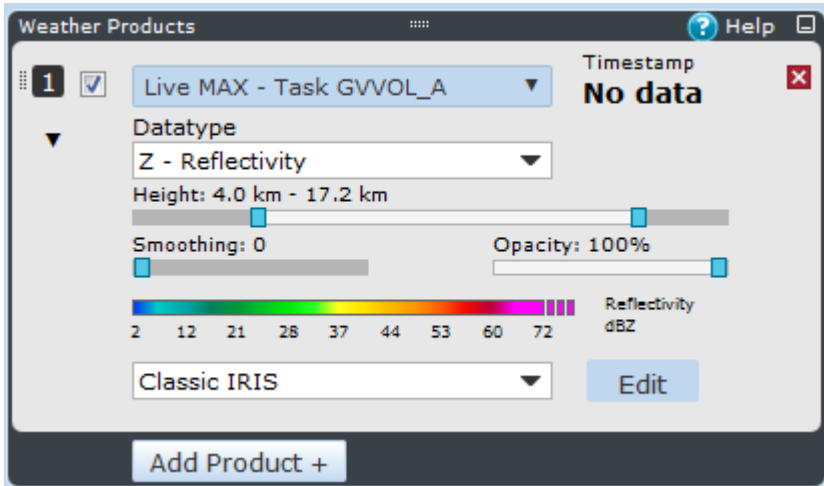 Weather Products ? Help
1 Live MAX - Task GVVOL_A
Timestamp
No data
Datatype
Z - Reflectivity
Height: 4.0 km - 17.2 km
Smoothing: 0 Opacity: 100%
2 12 21 28 37 44 53 60 72
Reflectivity
dBZ
Classic IRIS Edit
Add Product +